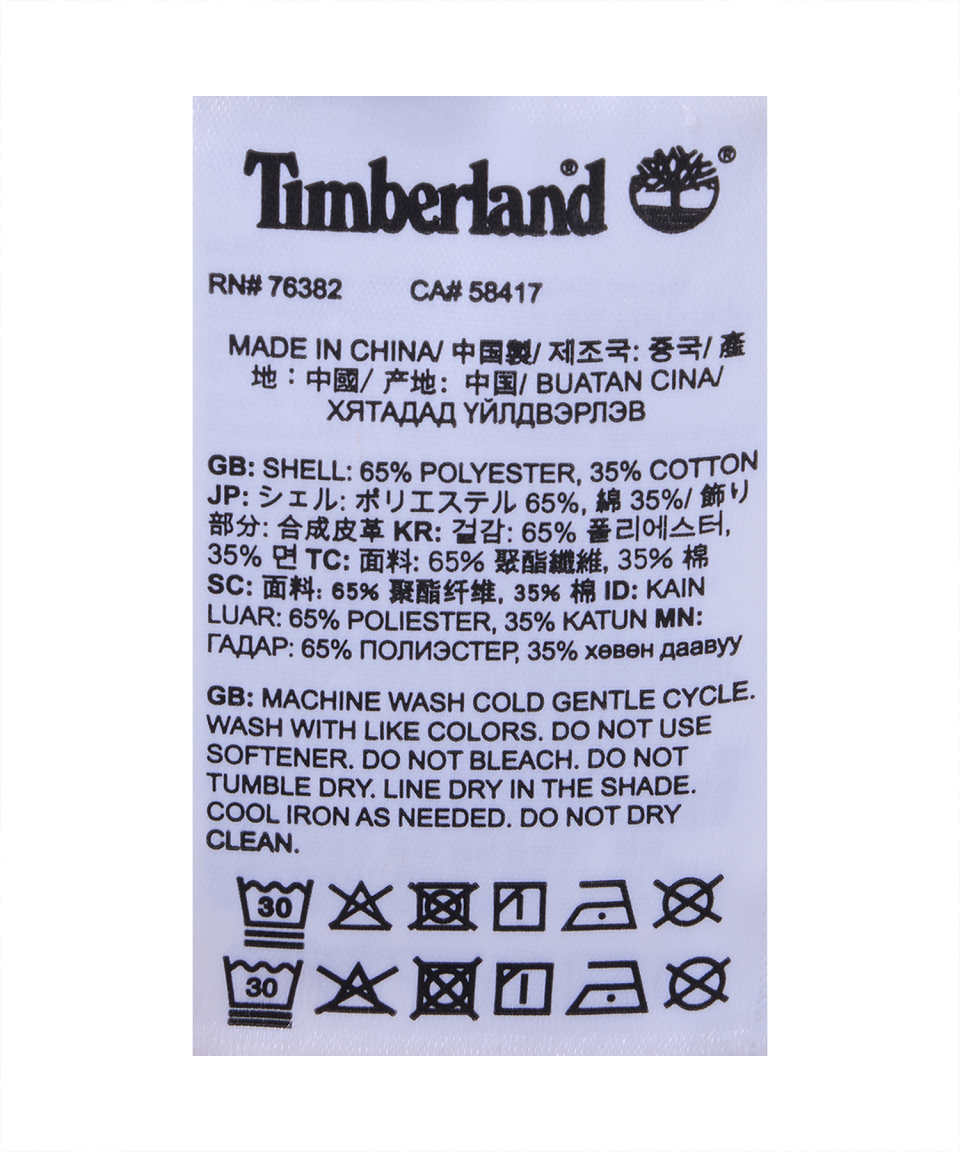 Timberland® ®
RN# 76382 CA# 58417
MADE IN CHINA/ 中国製/ 제조국: 중국/ 產
地：中國/ 产地：中国/ BUATAN CINA/
ХЯТАДАД ҮЙЛДВЭРЛЭВ
GB: SHELL: 65% POLYESTER, 35% COTTON
JP: シェル: ポリエステル 65%, 綿 35%/ 飾り
部分: 合成皮革 KR: 겉감: 65% 폴리에스터,
35% 면 TC: 面料: 65% 聚酯纖維, 35% 棉
SC: 面料: 65% 聚酯纤维, 35% 棉 ID: KAIN
LUAR: 65% POLIESTER, 35% KATUN MN:
ГАДАР: 65% ПОЛИЭСТЕР, 35% хөвөн даавуу
GB: MACHINE WASH COLD GENTLE CYCLE.
WASH WITH LIKE COLORS. DO NOT USE
SOFTENER. DO NOT BLEACH. DO NOT
TUMBLE DRY. LINE DRY IN THE SHADE.
COOL IRON AS NEEDED. DO NOT DRY
CLEAN.
30
30